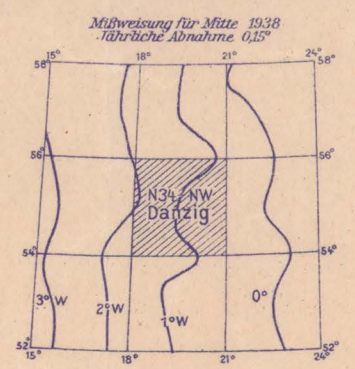 Mißweisung für Mitte 1938
Jährliche Abnahme 0,15°
15° 18° 21° 24°
58° 58°
56° 56°
N34/NW
Danzig
54° 54°
3° W 2° W 1° W 0°
52° 52°
15° 18° 21° 24°